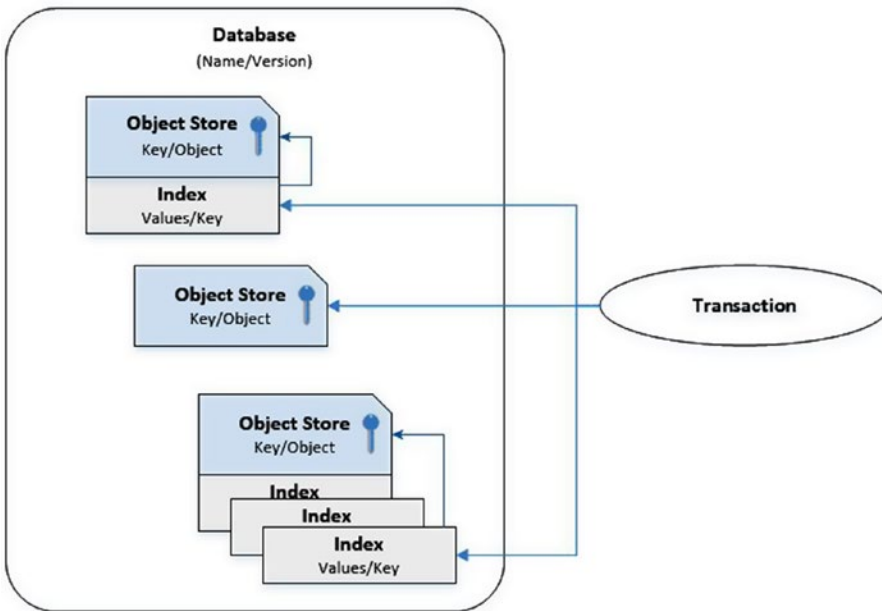 Database
(Name/Version)
Object Store
Key/Object
Index
Values/Key
Object Store
Key/Object
Transaction
Object Store
Key/Object
Index
Index
Index
Values/Key